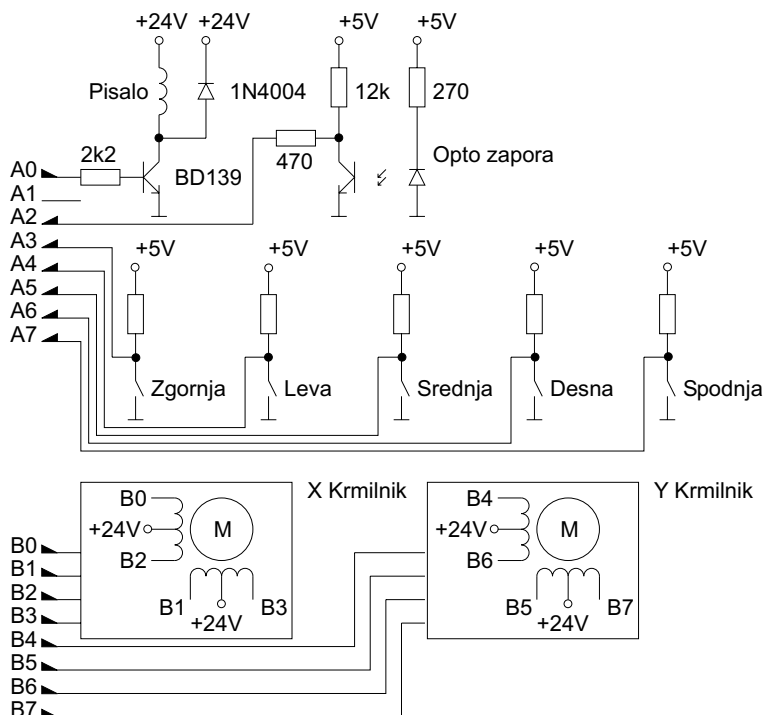 +24V +24V +5V +5V
Pisalo 1N4004 12k 270
2k2 470 Opto zapora
A0 BD139
A1
A2
A3 +5V +5V +5V +5V +5V
A4
A5
A6
A7
Zgornja Leva Srednja Desna Spodnja
X Krmilnik Y Krmilnik
B0 B4
+24V M +24V M
B0 B2 B6
B1
B2 B1 B3 B5 B7
B3 +24V +24V
B4
B5
B6
B7